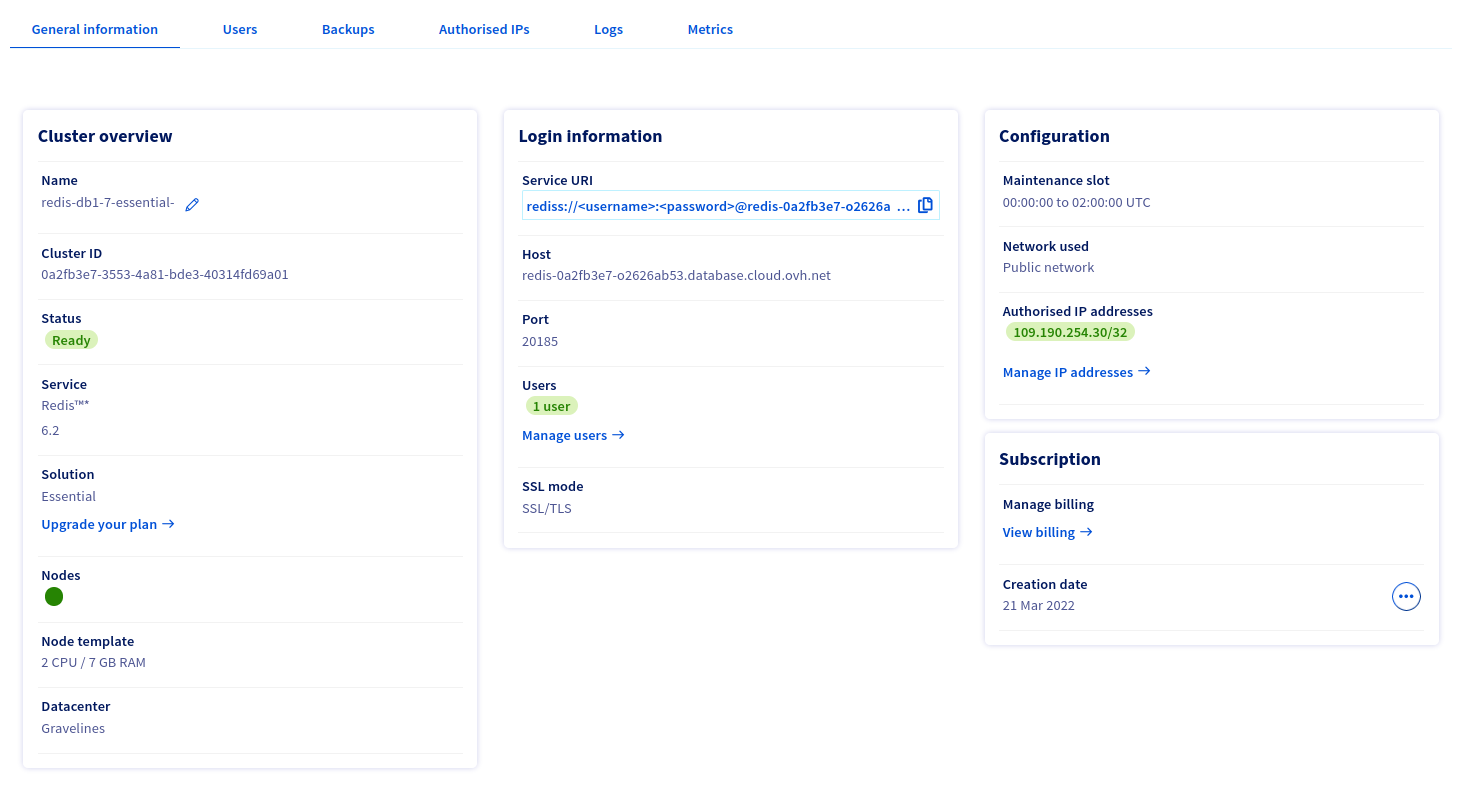 General information
Users
Backups
Authorised IPs
Logs
Metrics
Cluster overview
Name
redis-db1-7-essential-
Cluster ID
0a2fb3e7-3553-4a81-bde3-40314fd69a01
Status
Ready
Service
Redis™*
6.2
Solution
Essential
Upgrade your plan →
Nodes
Node template
2 CPU / 7 GB RAM
Datacenter
Gravelines
Login information
Service URI
rediss://<username>:<password>@redis-0a2fb3e7-o2626a ...
Host
redis-0a2fb3e7-o2626ab53.database.cloud.ovh.net
Port
20185
Users
1 user
Manage users →
SSL mode
SSL/TLS
Configuration
Maintenance slot
00:00:00 to 02:00:00 UTC
Network used
Public network
Authorised IP addresses
109.190.254.30/32
Manage IP addresses →
Subscription
Manage billing
View billing →
Creation date
21 Mar 2022